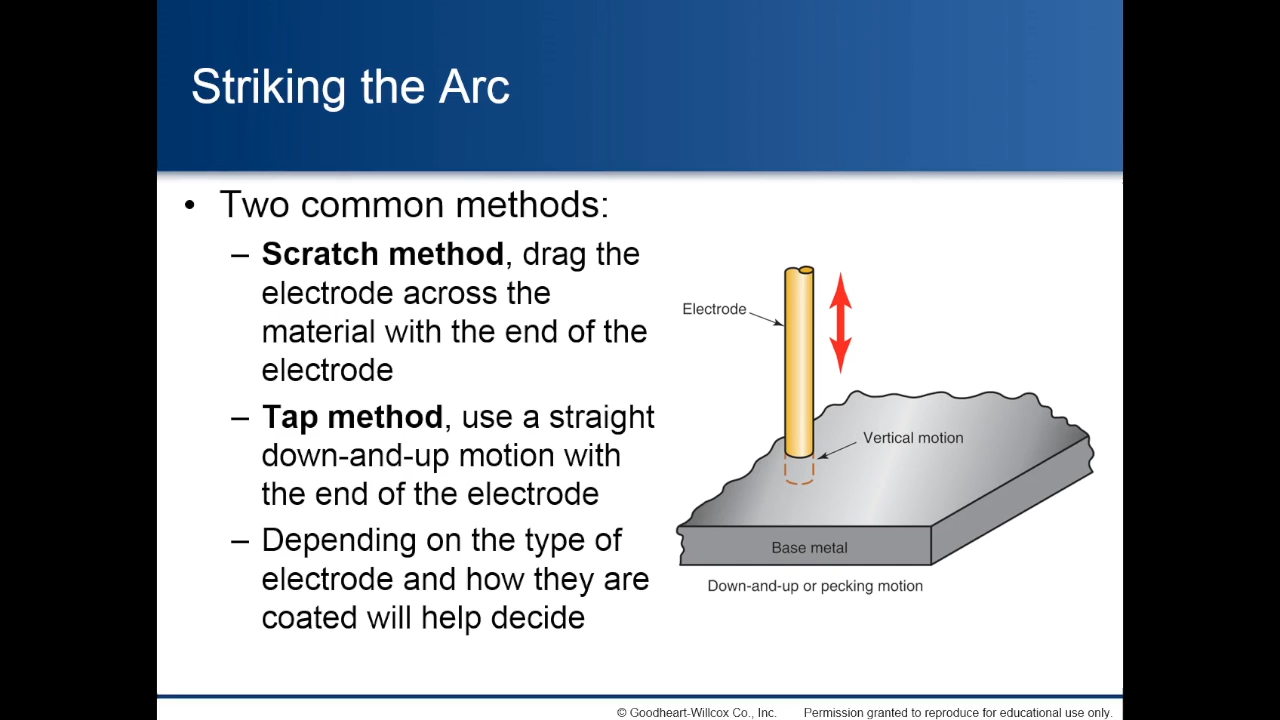 Striking the Arc
• Two common methods:
– Scratch method, drag the
electrode across the
material with the end of the
electrode
– Tap method, use a straight
down-and-up motion with
the end of the electrode
– Depending on the type of
electrode and how they are
coated will help decide
Electrode
Vertical motion
Base metal
Down-and-up or pecking motion
© Goodheart-Willcox Co., Inc. Permission granted to reproduce for educational use only.